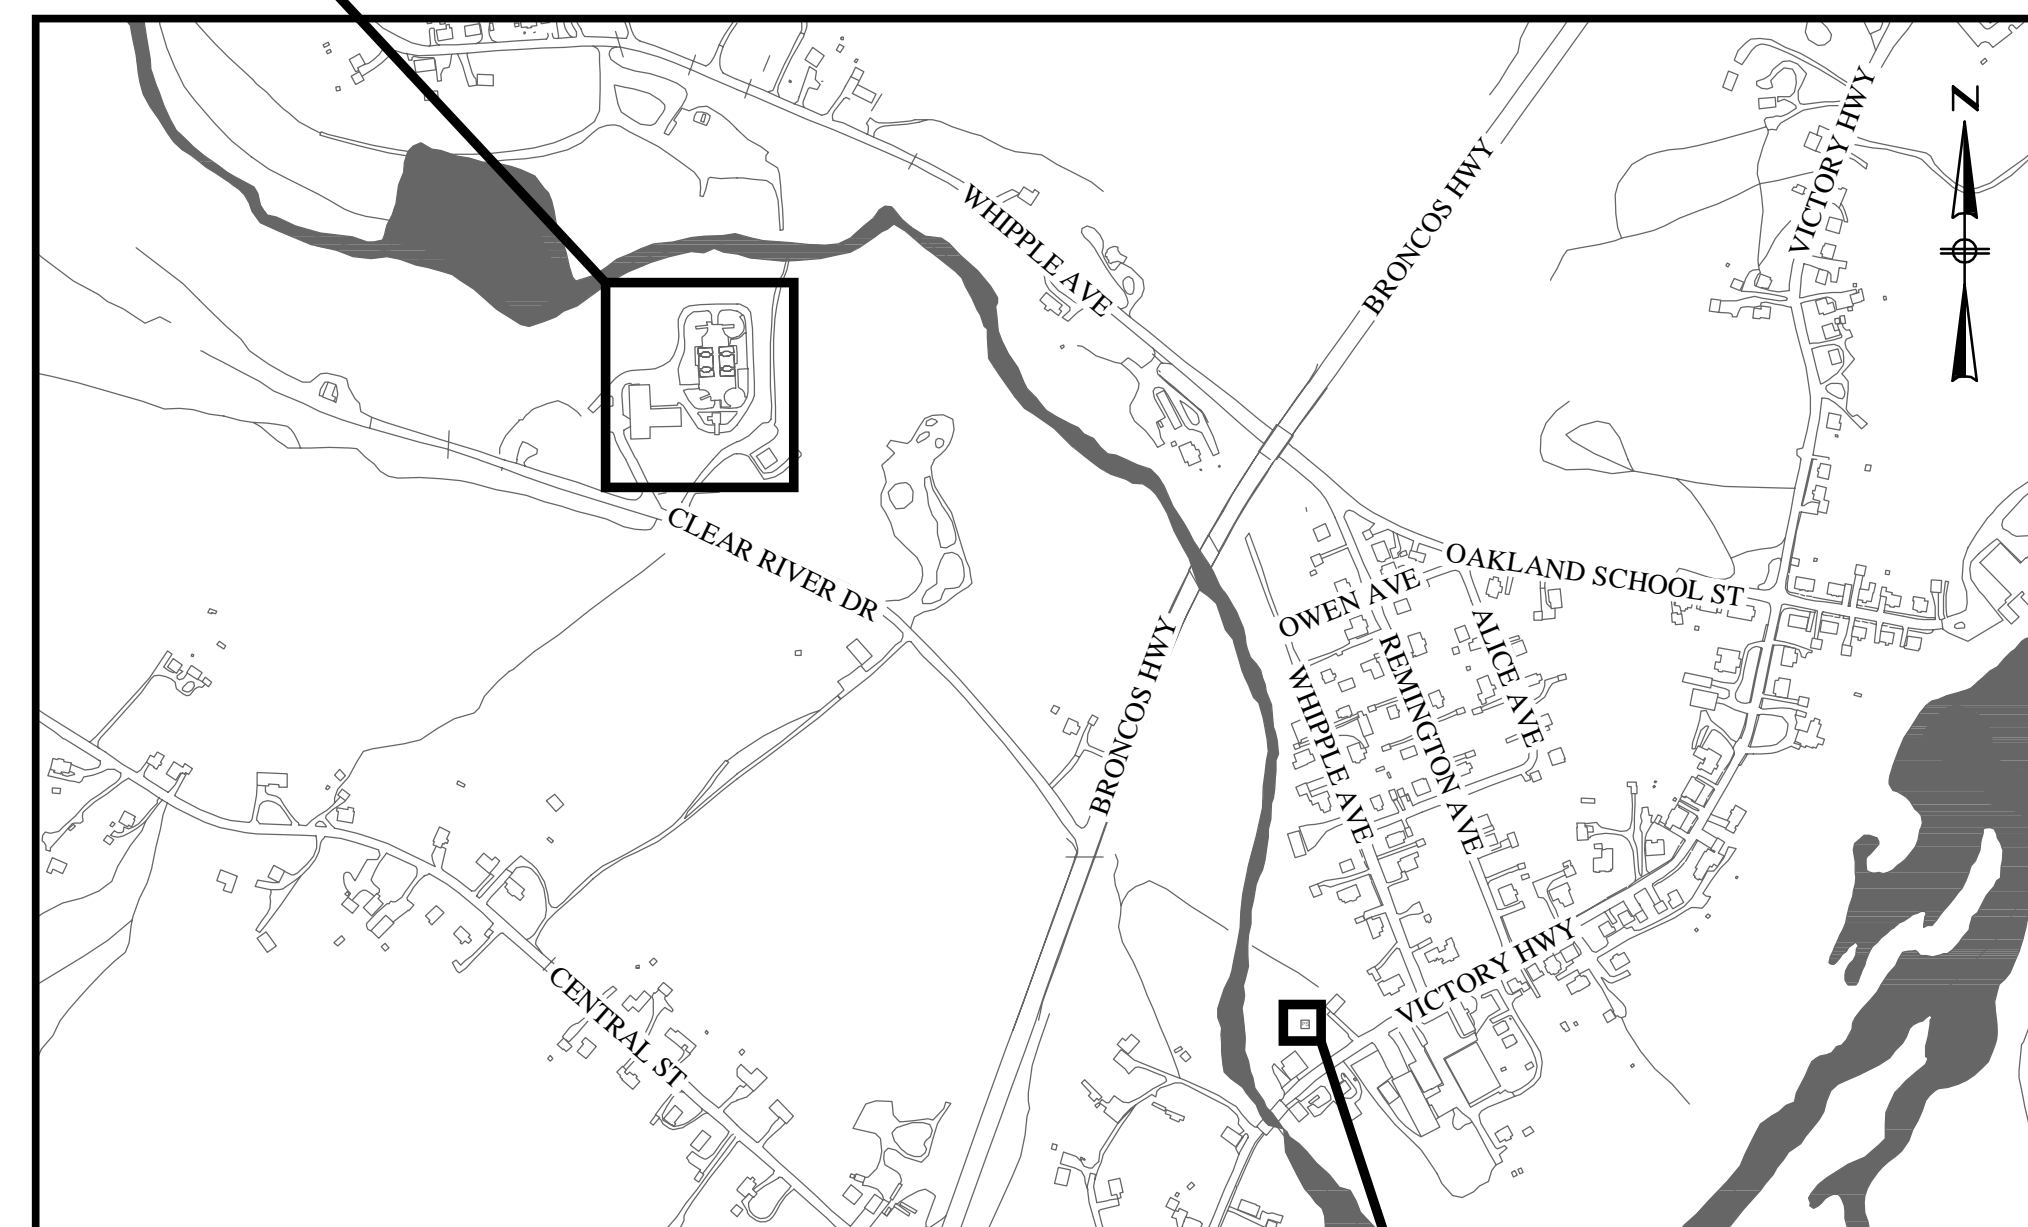 N
VICTORY HWY
BRONCOS HWY
WHIPPLE AVE
CLEAR RIVER DR
OAKLAND SCHOOL ST
OWEN AVE
ALICE AVE
REMINGTON AVE
WHIPPLE AVE
BRONCOS HWY
VICTORY HWY
CENTRAL ST